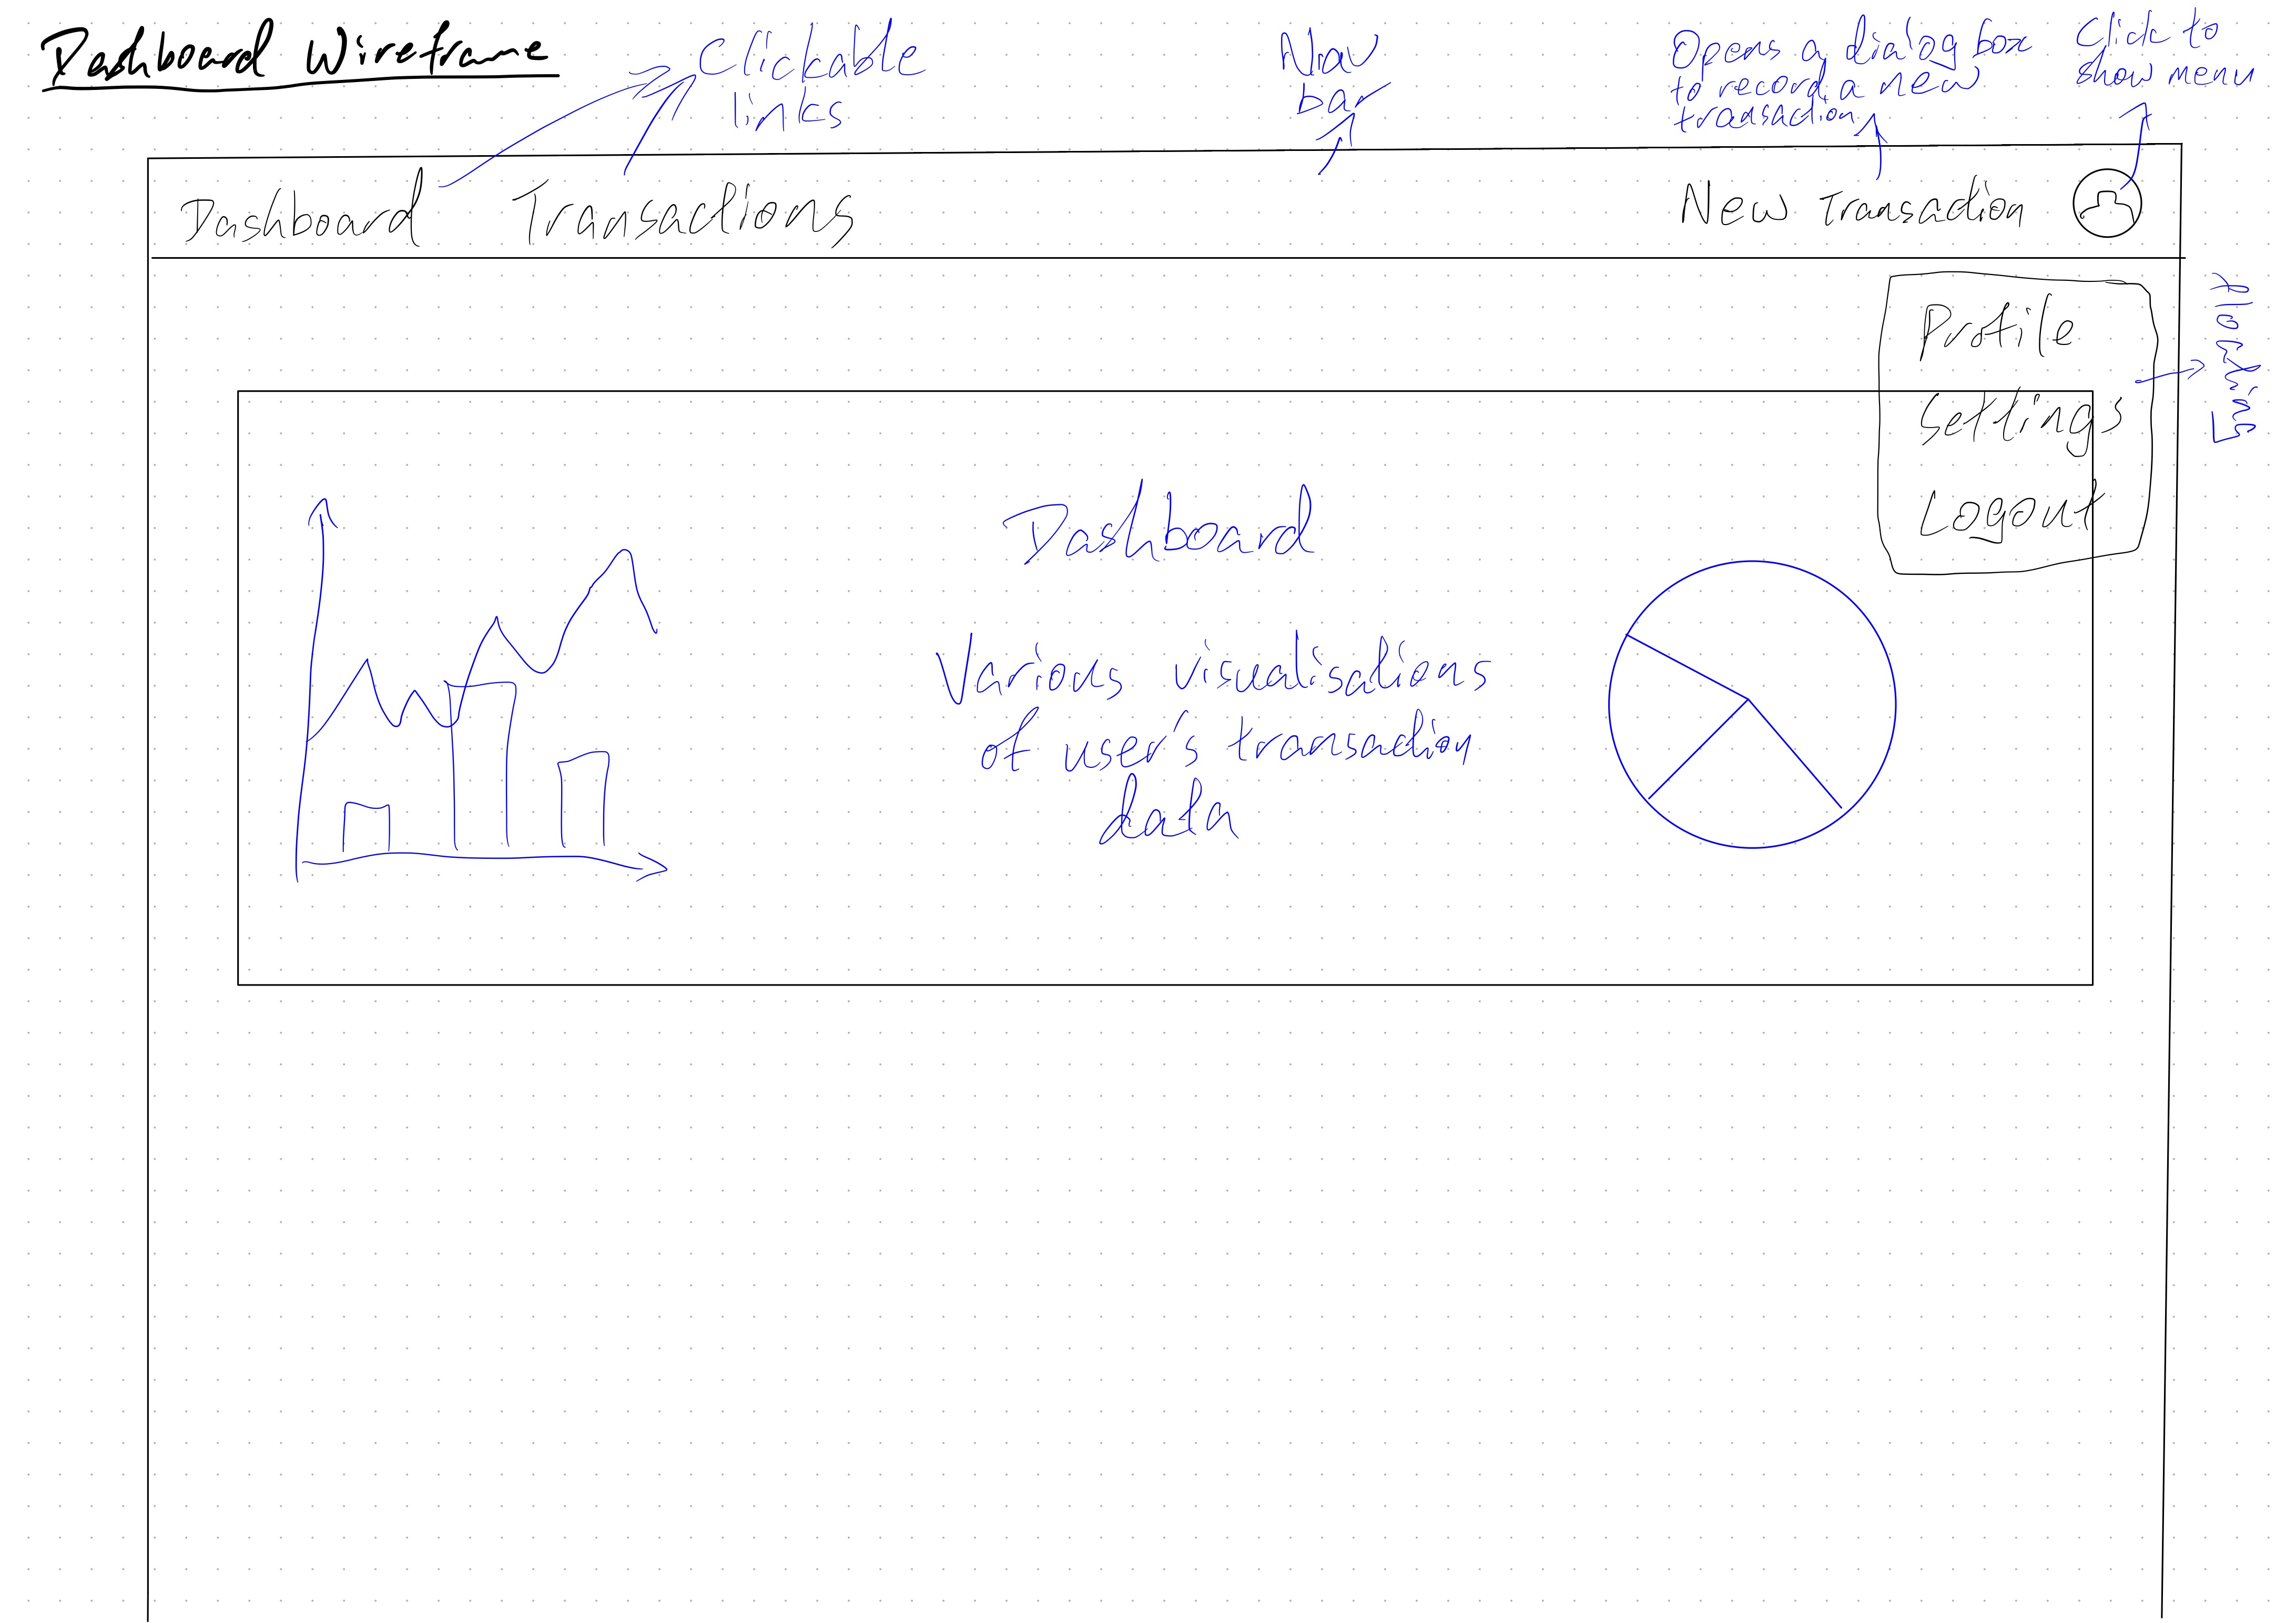 Dashboard Wireframe
Clickable
links
Nav
bar
Opens a dialog box
to record a new
transaction
Click to
show menu
Dashboard
Transactions
New Transaction
Profile
Settings
Logout
floating
Dashboard
Various visualisations
of user's transaction
data